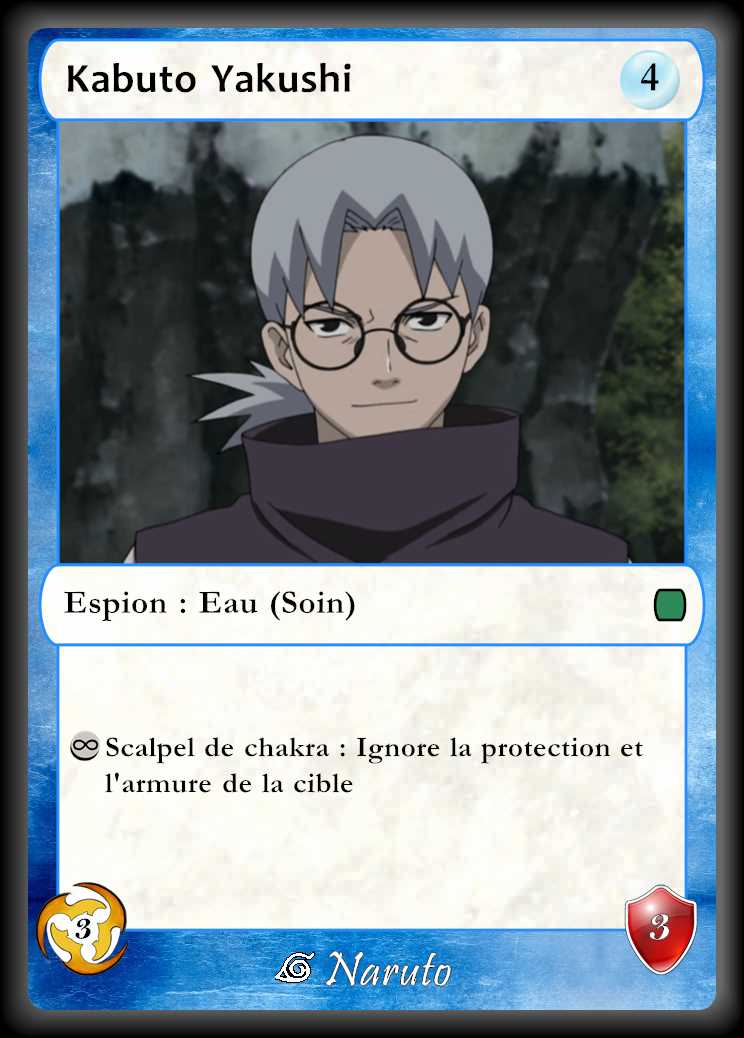 Kabuto Yakushi
4
Espion : Eau (Soin)
∞ Scalpel de chakra : Ignore la protection et
l'armure de la cible
3
3
Naruto